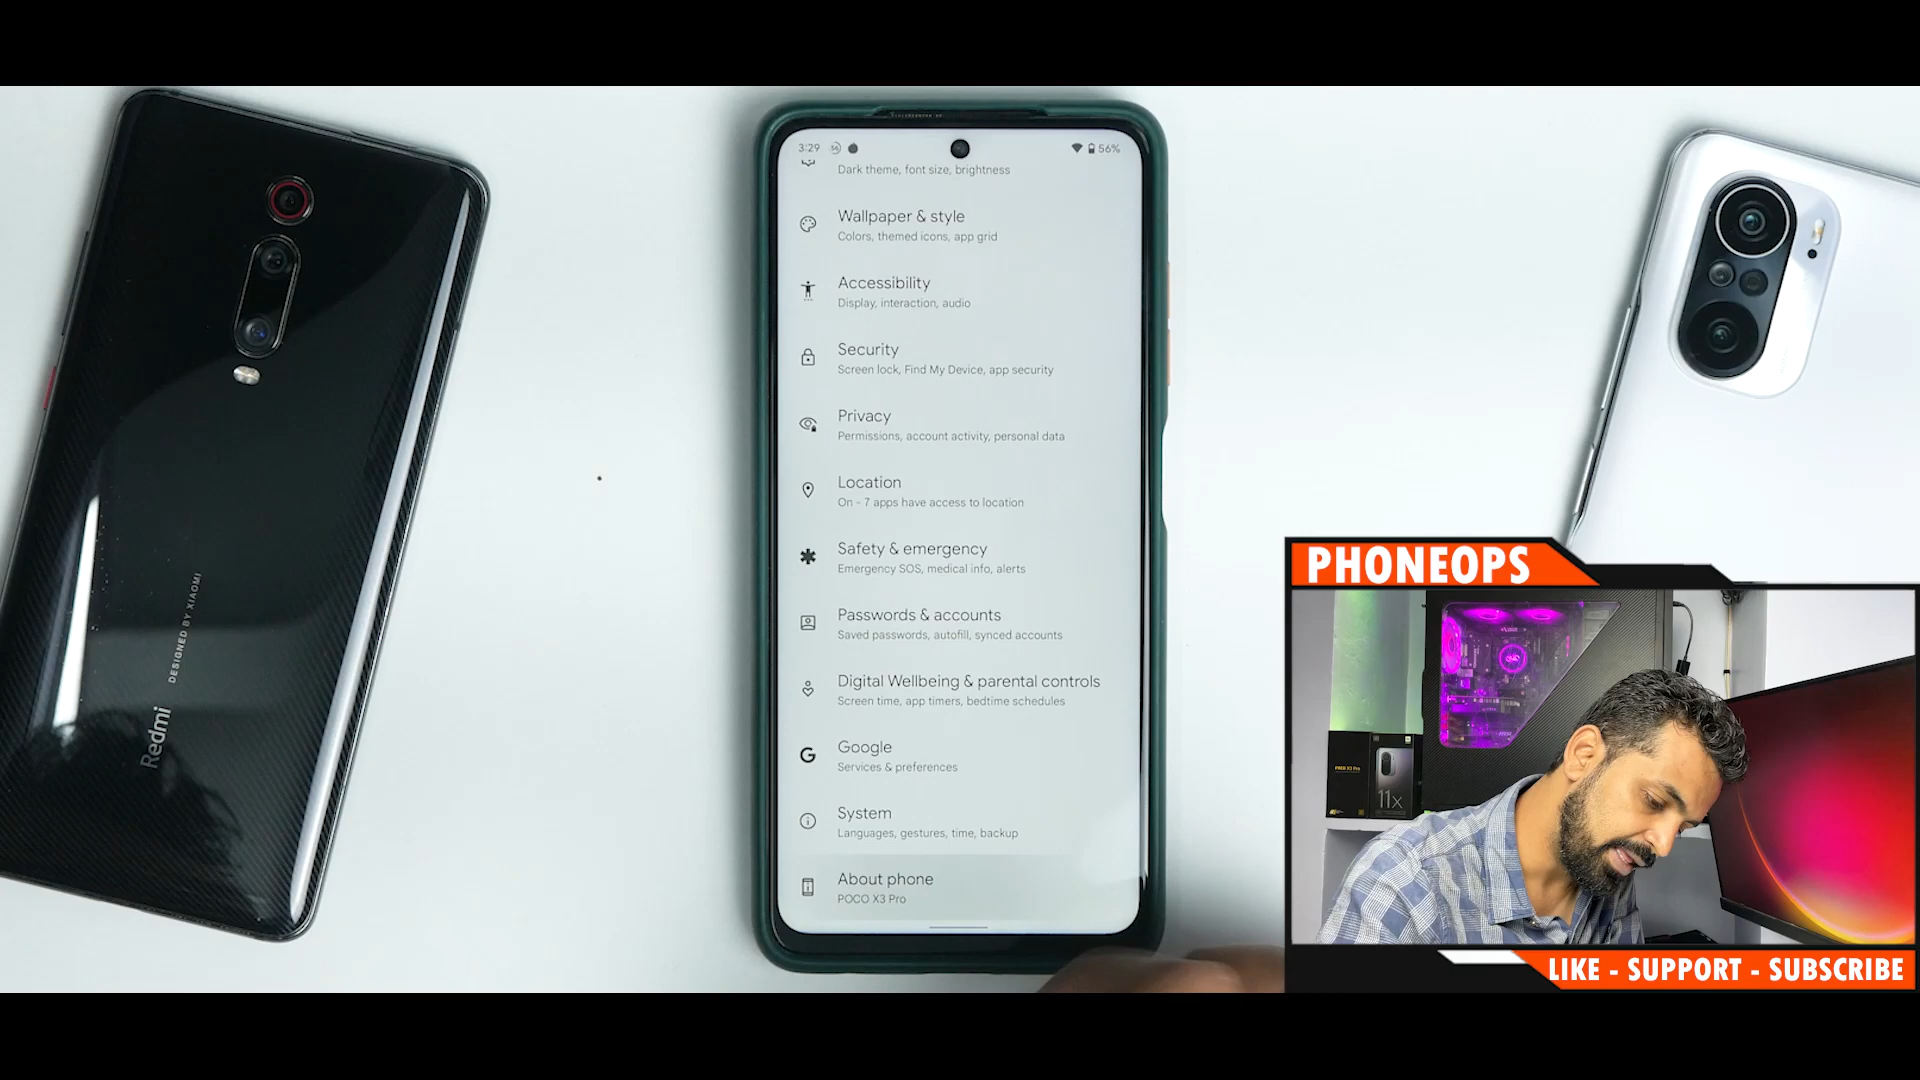 3:29
56
56%
Dark theme, font size, brightness
Wallpaper & style
Colors, themed icons, app grid
Accessibility
Display, interaction, audio
Security
Screen lock, Find My Device, app security
Privacy
Permissions, account activity, personal data
Location
On - 7 apps have access to location
Safety & emergency
Emergency SOS, medical info, alerts
Passwords & accounts
Saved passwords, autofill, synced accounts
Digital Wellbeing & parental controls
Screen time, app timers, bedtime schedules
Google
Services & preferences
System
Languages, gestures, time, backup
About phone
POCO X3 Pro
Redmi
DESIGNED BY XIAOMI
PHONEOPS
11x
LIKE - SUPPORT - SUBSCRIBE